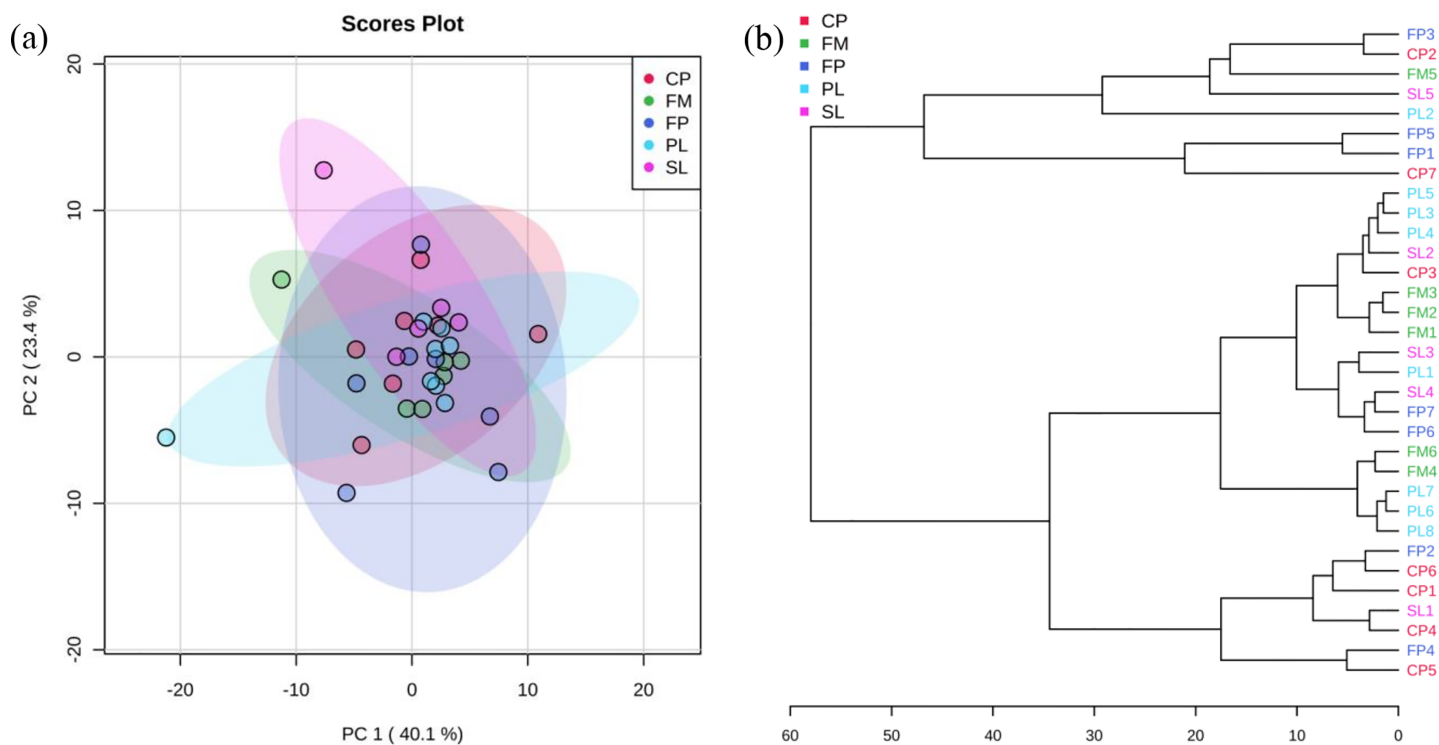 (a)
Scores Plot
CP
FM
FP
PL
SL
20
10
0
-10
-20
PC 2 ( 23.4 %)
-20
-10
0
10
20
PC 1 ( 40.1 %)
(b)
CP
FM
FP
PL
SL
FP3
CP2
FM5
SL5
PL2
FP5
FP1
CP7
PL5
PL3
PL4
SL2
CP3
FM3
FM2
FM1
SL3
PL1
SL4
FP7
FP6
FM6
FM4
PL7
PL6
PL8
FP2
CP6
CP1
SL1
CP4
FP4
CP5
60
50
40
30
20
10
0